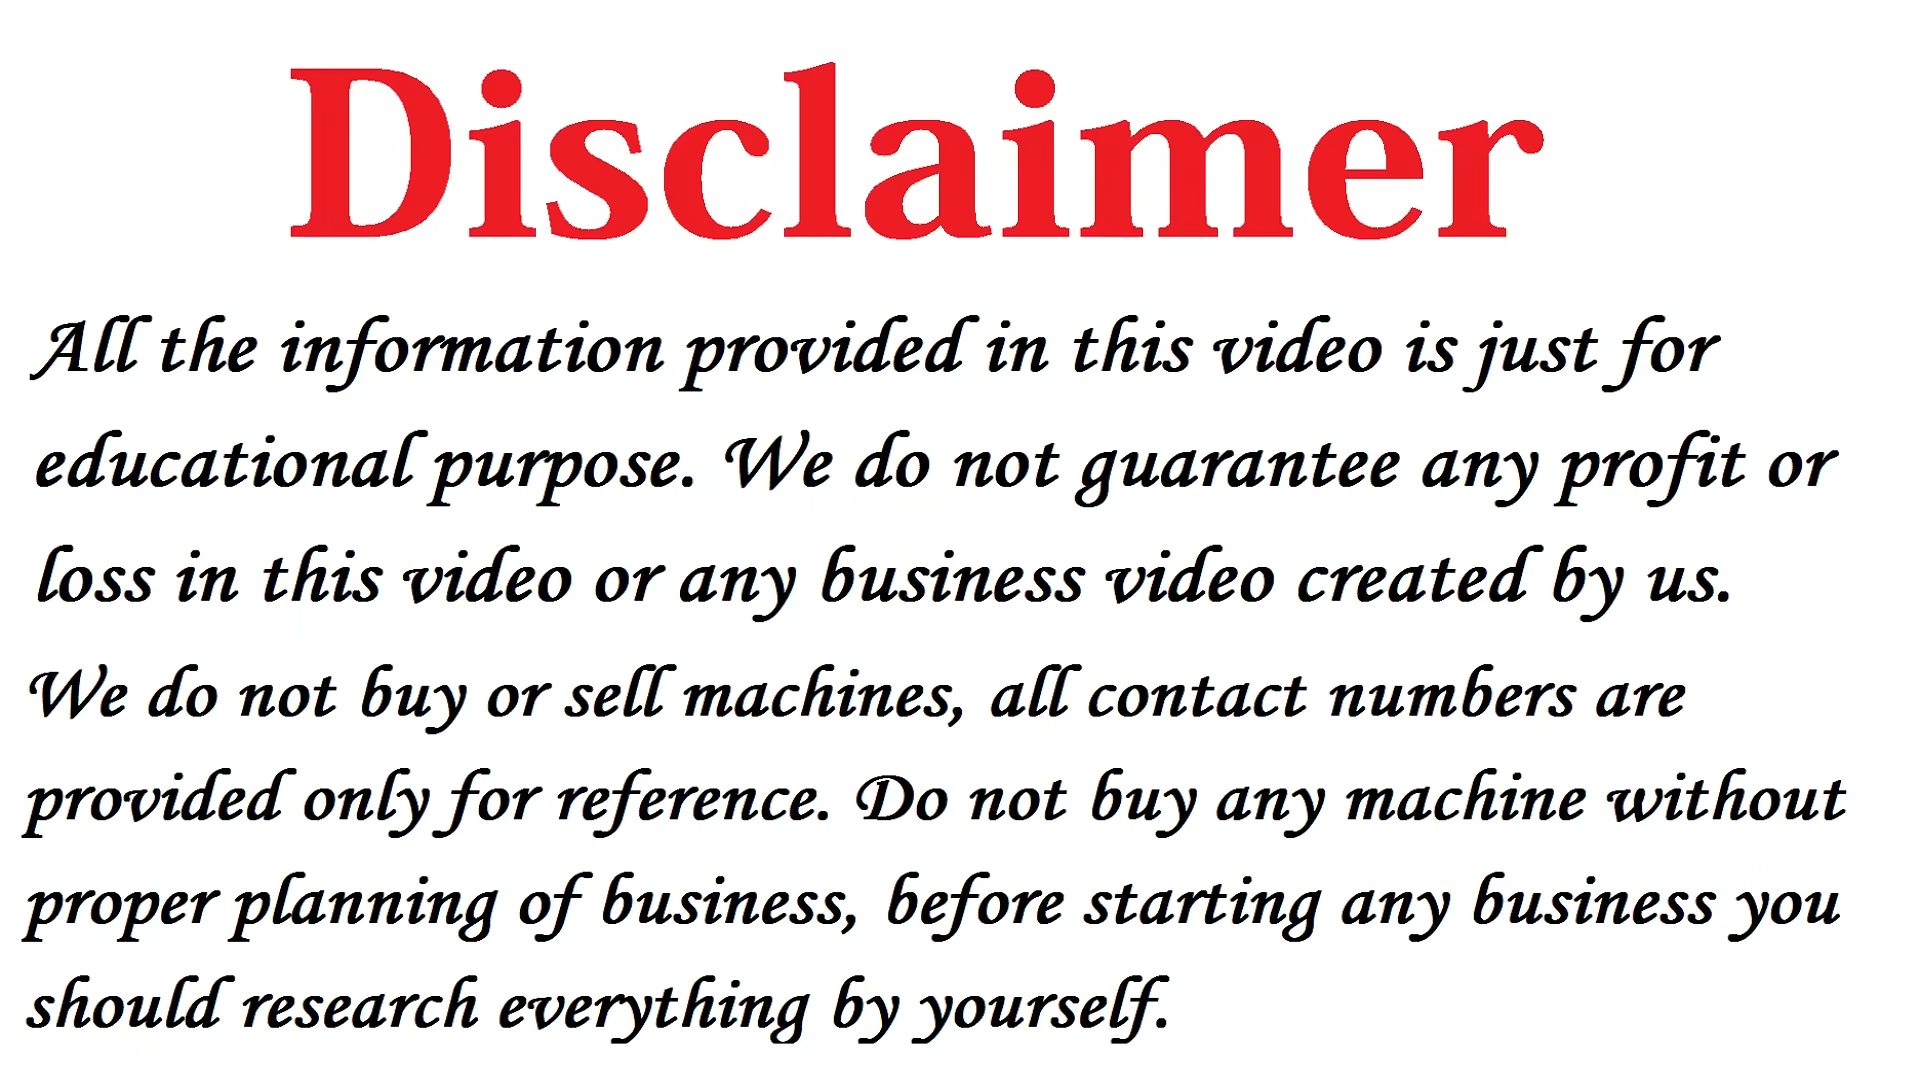 Disclaimer
All the information provided in this video is just for
educational purpose. We do not guarantee any profit or
loss in this video or any business video created by us.
We do not buy or sell machines, all contact numbers are
provided only for reference. Do not buy any machine without
proper planning of business, before starting any business you
should research everything by yourself.